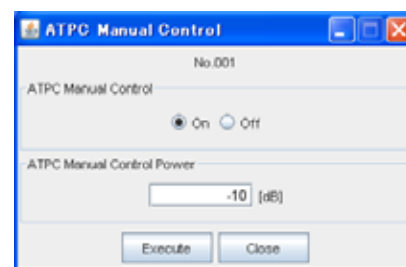 ATPC Manual Control
No.001
ATPC Manual Control
On Off
ATPC Manual Control Power
-10 [dB]
Execute Close